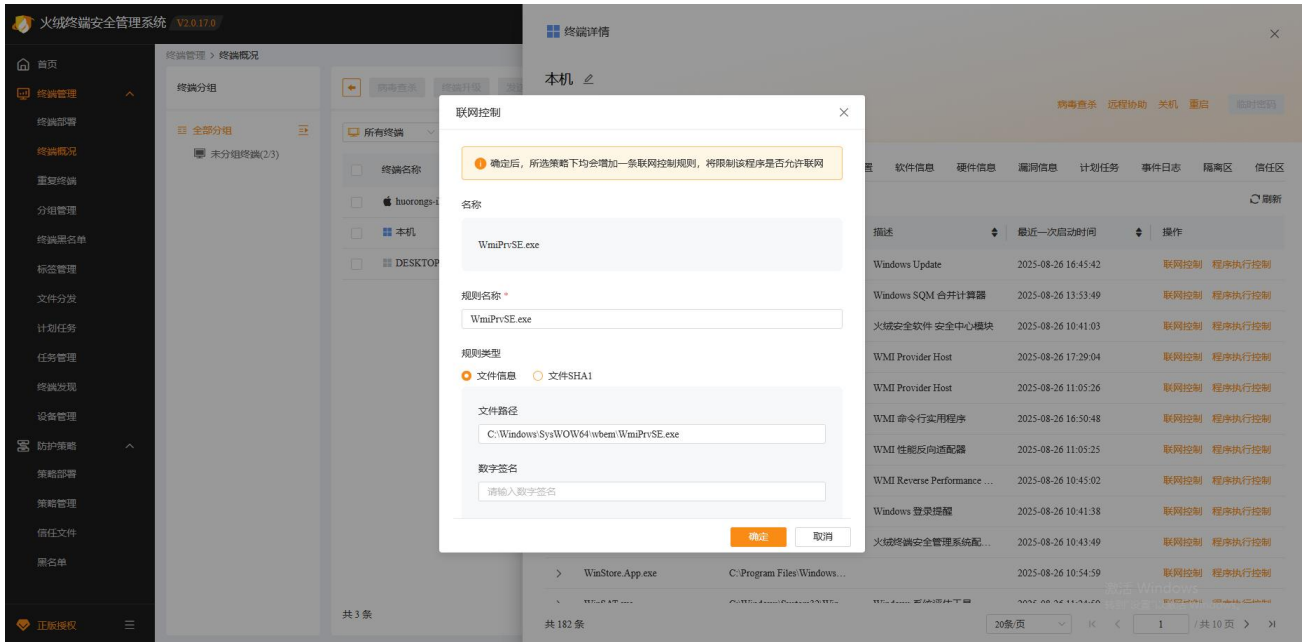 火绒终端安全管理系统 V2.0.17.0
首页
终端管理
终端部署
终端概况
重复终端
分组管理
终端黑名单
标签管理
文件分发
计划任务
任务管理
终端发现
设备管理
防护策略
策略部署
策略管理
信任文件
黑名单
正版授权
终端管理 > 终端概况
终端分组
全部分组
未分组终端(2/3)
病毒查杀 终端升级
所有终端
终端名称
huorongs-i
本机
DESKTOP
共 3 条
终端详情
本机
病毒查杀 远程协助 关机 重启 临时密码
软件信息 硬件信息 漏洞信息 计划任务 事件日志 隔离区 信任区
刷新
描述 最近一次启动时间 操作
Windows Update 2025-08-26 16:45:42 联网控制 程序执行控制
Windows SQM 合并计算器 2025-08-26 13:53:49 联网控制 程序执行控制
火绒安全软件 安全中心模块 2025-08-26 10:41:03 联网控制 程序执行控制
WMI Provider Host 2025-08-26 17:29:04 联网控制 程序执行控制
WMI Provider Host 2025-08-26 11:05:26 联网控制 程序执行控制
WMI 命令行实用程序 2025-08-26 16:50:48 联网控制 程序执行控制
WMI 性能反向适配器 2025-08-26 11:05:25 联网控制 程序执行控制
WMI Reverse Performance ... 2025-08-26 10:45:02 联网控制 程序执行控制
Windows 登录提醒 2025-08-26 10:41:38 联网控制 程序执行控制
火绒终端安全管理系统配... 2025-08-26 10:43:49 联网控制 程序执行控制
WinStore.App.exe C:\Program Files\Windows... 2025-08-26 10:54:59 联网控制 程序执行控制
激活 Windows
共 182 条 20条/页 1 / 共 10 页
联网控制
确定后，所选策略下均会增加一条联网控制规则，将限制该程序是否允许联网
名称
WmiPrvSE.exe
规则名称 *
WmiPrvSE.exe
规则类型
文件信息 文件SHA1
文件路径
C:\Windows\SysWOW64\wbem\WmiPrvSE.exe
数字签名
请输入数字签名
确定 取消